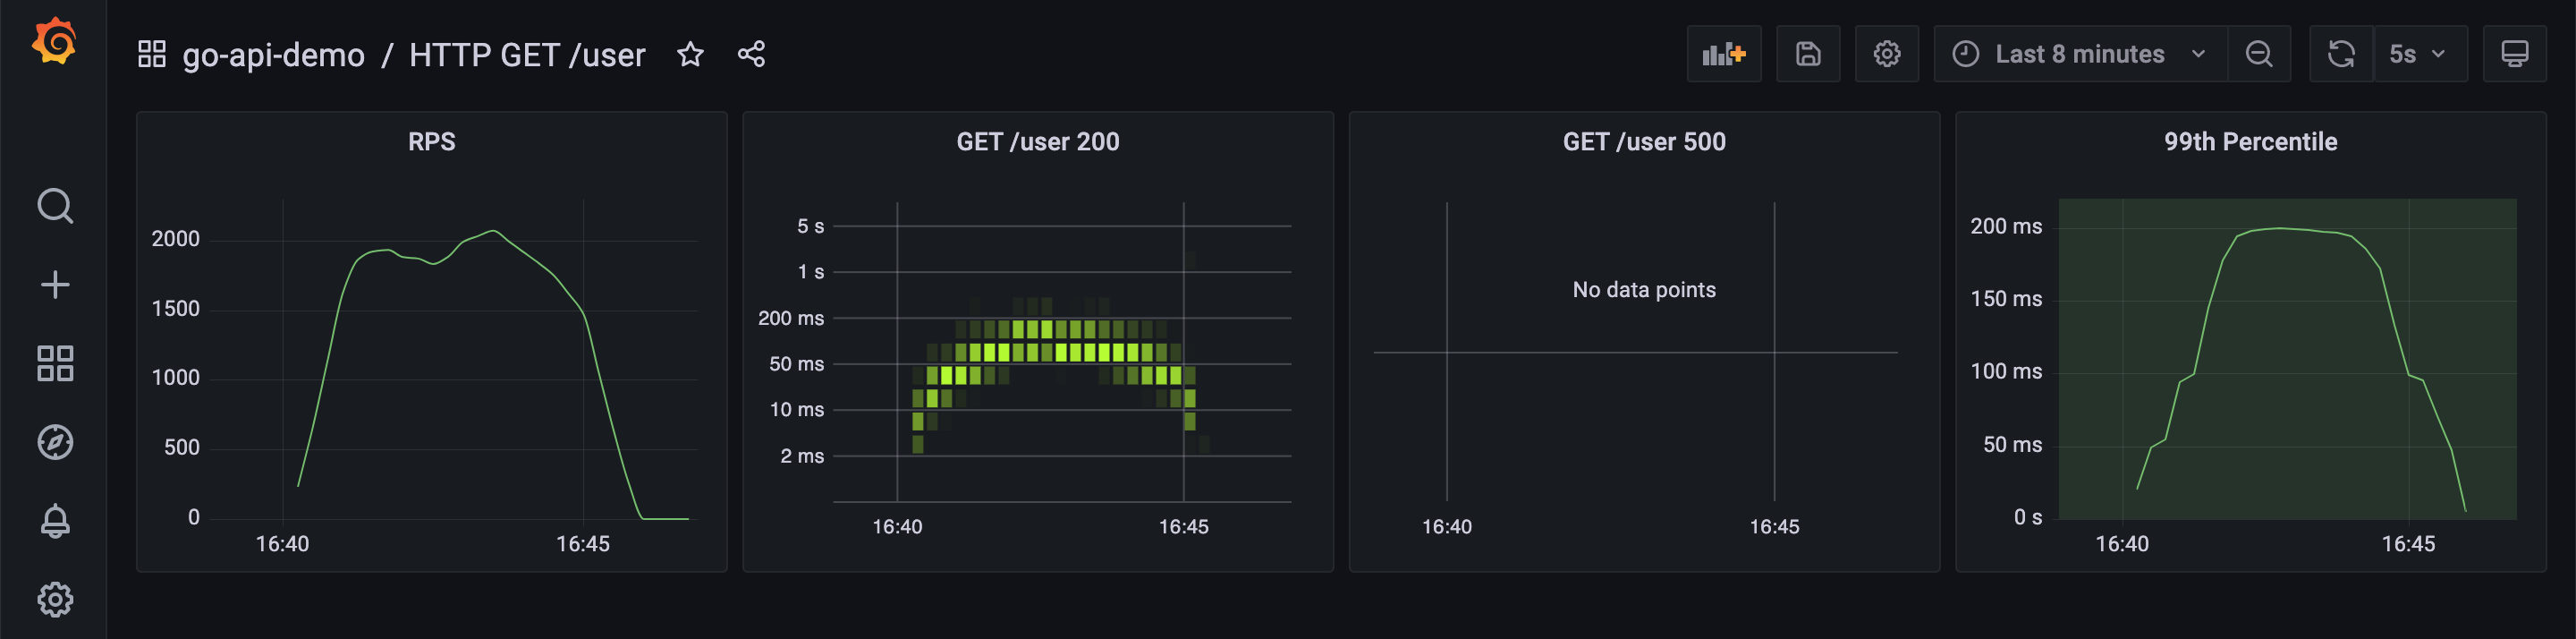 go-api-demo / HTTP GET /user
Last 8 minutes
5s
RPS
2000
1500
1000
500
0
16:40 16:45
GET /user 200
5 s
1 s
200 ms
50 ms
10 ms
2 ms
16:40 16:45
GET /user 500
No data points
16:40 16:45
99th Percentile
200 ms
150 ms
100 ms
50 ms
0 s
16:40 16:45